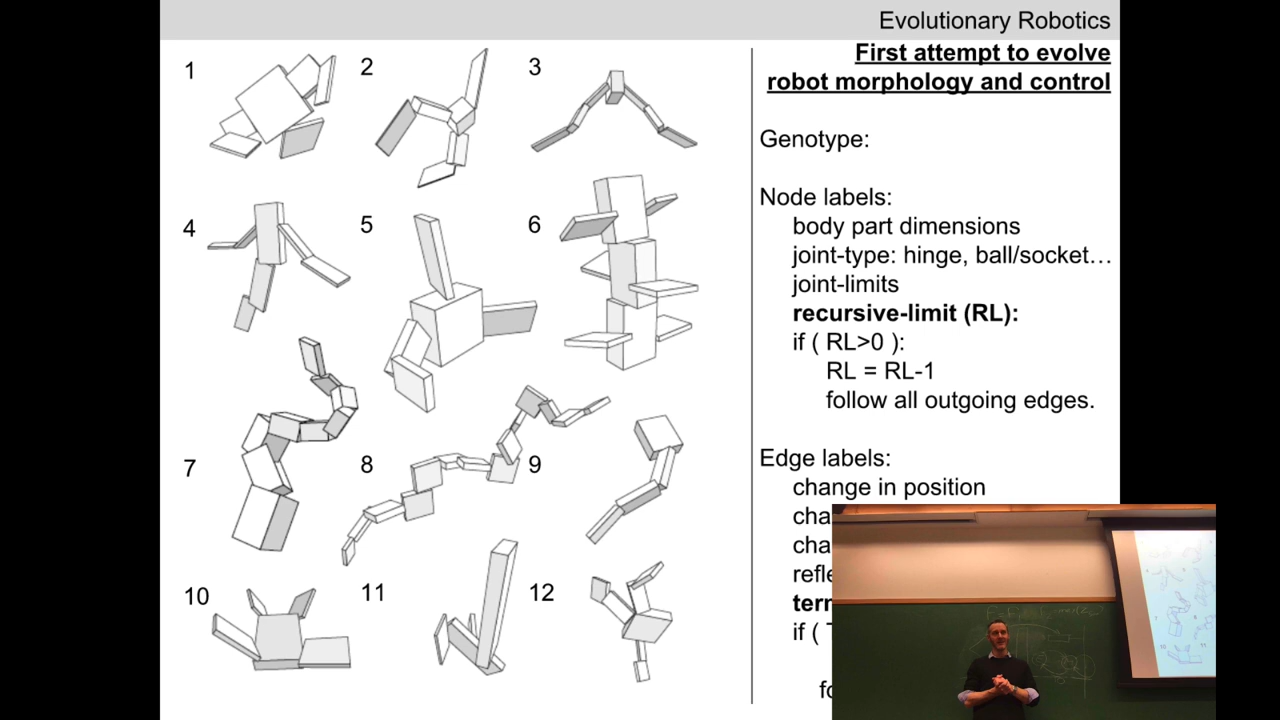 Evolutionary Robotics
First attempt to evolve
robot morphology and control
1
2
3
4
5
6
7
8
9
10
11
12
Genotype:
Node labels:
body part dimensions
joint-type: hinge, ball/socket…
joint-limits
recursive-limit (RL):
if ( RL>0 ):
RL = RL-1
follow all outgoing edges.
Edge labels:
change in position